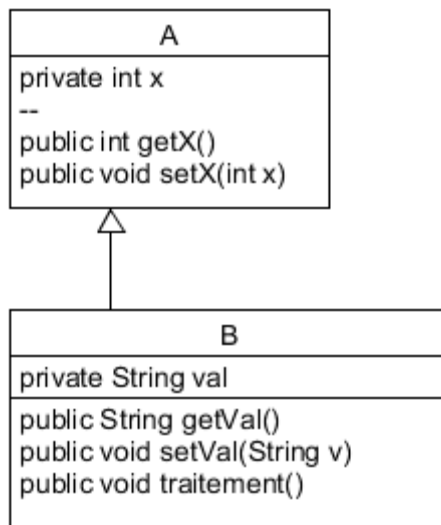 A
private int x
--
public int getX()
public void setX(int x)
B
private String val
public String getVal()
public void setVal(String v)
public void traitement()